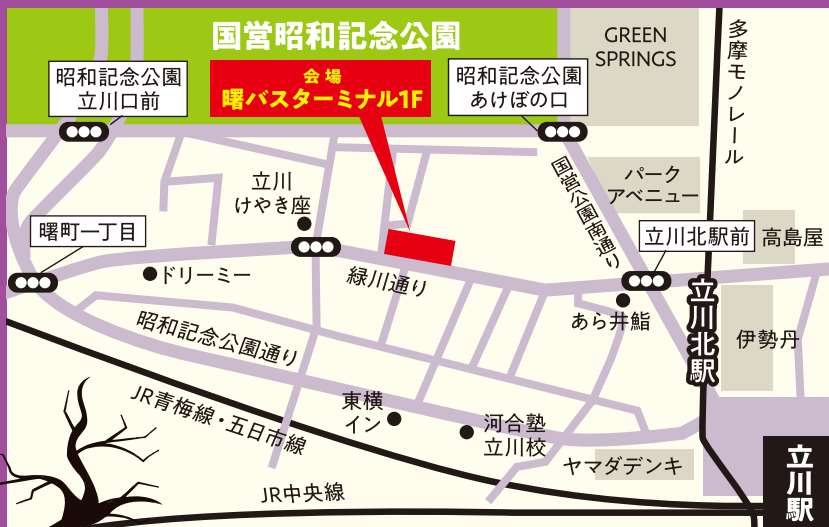 国営昭和記念公園
GREEN
SPRINGS
多摩モノレール
昭和記念公園
立川口前
会場
曙バスターミナル1F
昭和記念公園
あけぼの口
立川
けやき座
国営公園南通り
パーク
アベニュー
曙町一丁目
立川北駅前
高島屋
ドリーミー
緑川通り
あら井鮨
立川北駅
伊勢丹
昭和記念公園通り
JR青梅線・五日市線
東横
イン
河合塾
立川校
ヤマダデンキ
立川駅
JR中央線